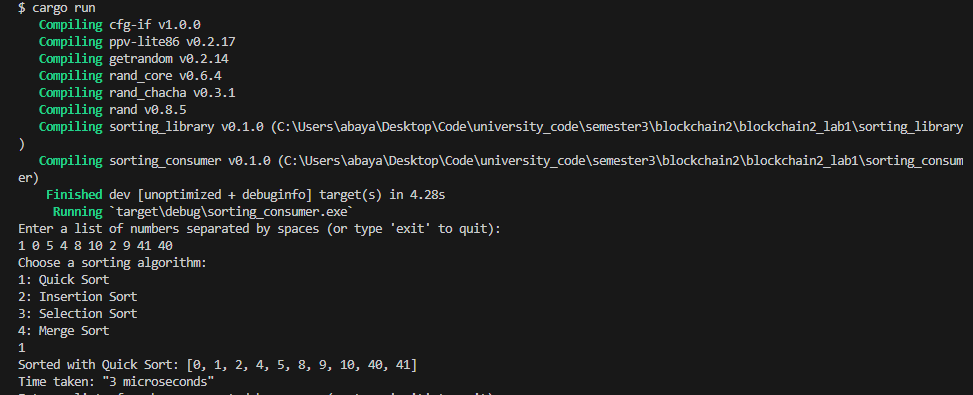 $ cargo run
Compiling cfg-if v1.0.0
Compiling ppv-lite86 v0.2.17
Compiling getrandom v0.2.14
Compiling rand_core v0.6.4
Compiling rand_chacha v0.3.1
Compiling rand v0.8.5
Compiling sorting_library v0.1.0 (C:\Users\abaya\Desktop\Code\university_code\semester3\blockchain2\blockchain2_lab1\sorting_library
)
Compiling sorting_consumer v0.1.0 (C:\Users\abaya\Desktop\Code\university_code\semester3\blockchain2\blockchain2_lab1\sorting_consum
er)
Finished dev [unoptimized + debuginfo] target(s) in 4.28s
Running `target\debug\sorting_consumer.exe`
Enter a list of numbers separated by spaces (or type 'exit' to quit):
1 0 5 4 8 10 2 9 41 40
Choose a sorting algorithm:
1: Quick Sort
2: Insertion Sort
3: Selection Sort
4: Merge Sort
1
Sorted with Quick Sort: [0, 1, 2, 4, 5, 8, 9, 10, 40, 41]
Time taken: "3 microseconds"